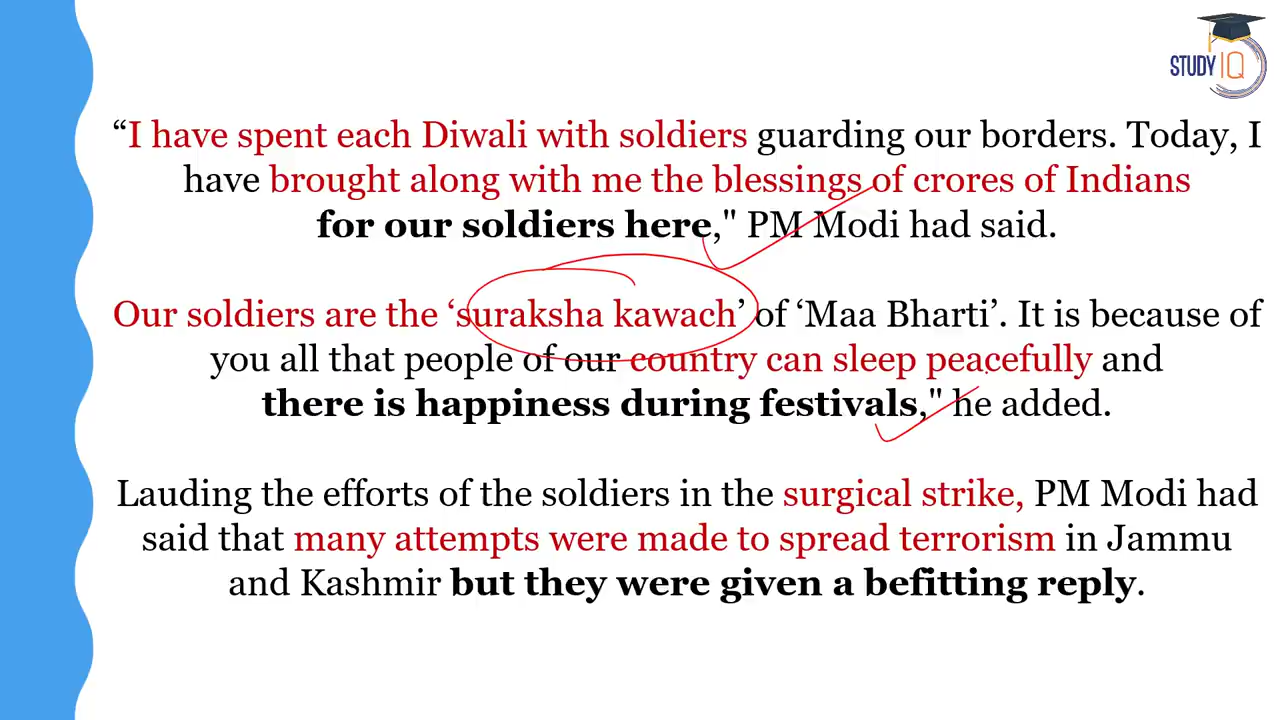 STUDY IQ
“I have spent each Diwali with soldiers guarding our borders. Today, I
have brought along with me the blessings of crores of Indians
for our soldiers here," PM Modi had said.
Our soldiers are the ‘suraksha kawach’ of ‘Maa Bharti’. It is because of
you all that people of our country can sleep peacefully and
there is happiness during festivals," he added.
Lauding the efforts of the soldiers in the surgical strike, PM Modi had
said that many attempts were made to spread terrorism in Jammu
and Kashmir but they were given a befitting reply.